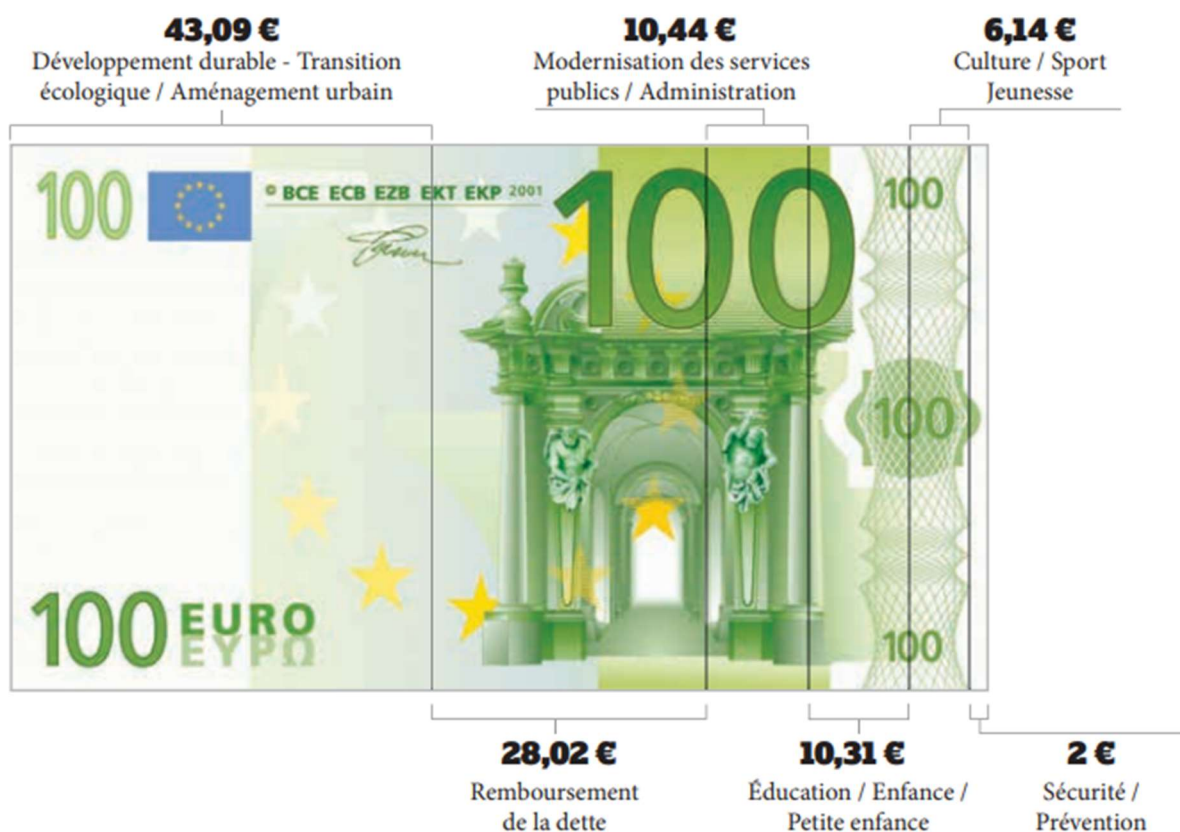 43,09 €
Développement durable - Transition
écologique / Aménagement urbain
10,44 €
Modernisation des services
publics / Administration
6,14 €
Culture / Sport
Jeunesse
100
© BCE ECB EZB EKT EKP 2001
100
100
100
100 EURO
ΕΥΡΩ
100
28,02 €
Remboursement
de la dette
10,31 €
Éducation / Enfance /
Petite enfance
2 €
Sécurité /
Prévention